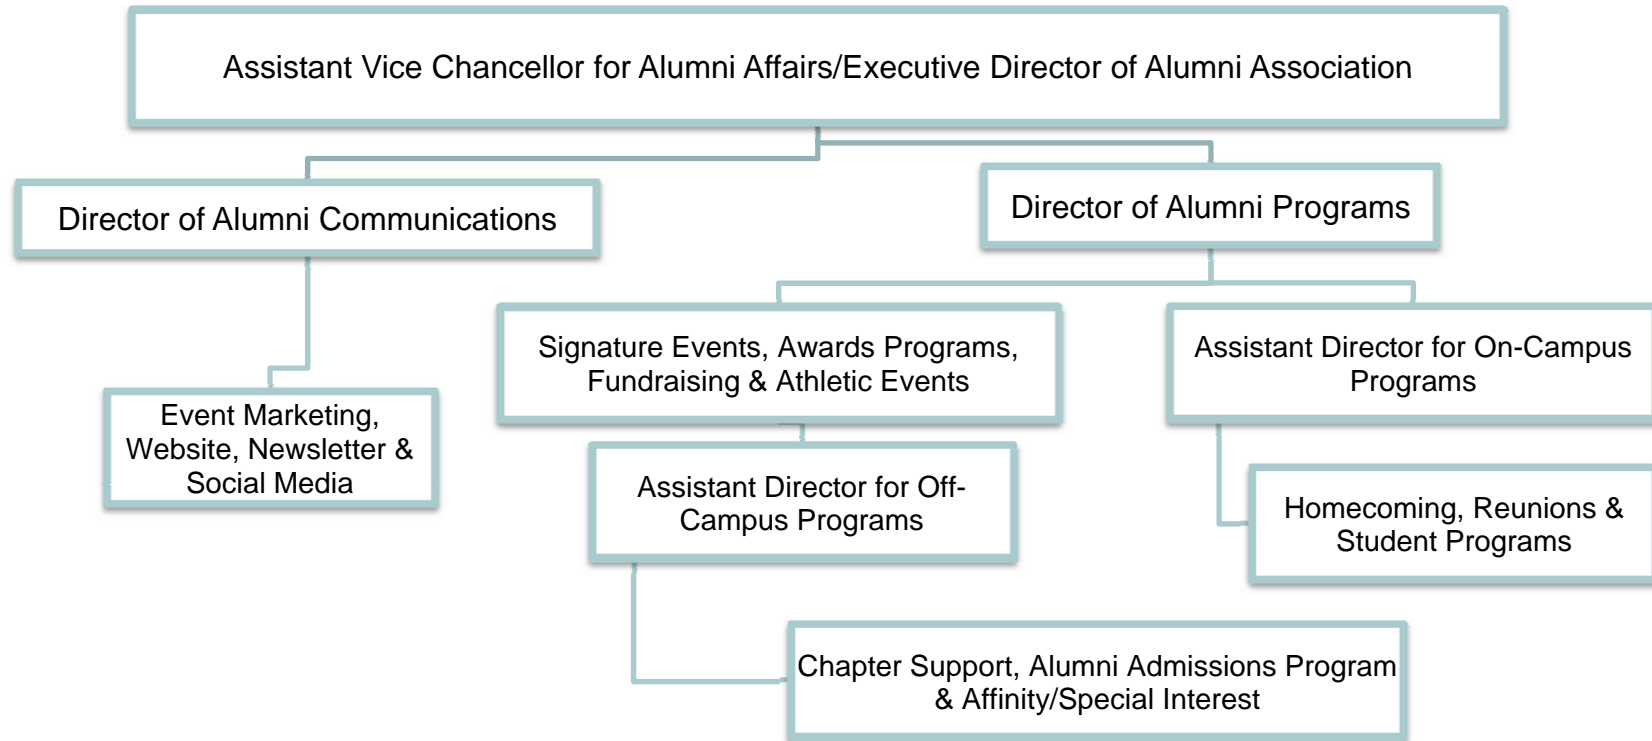 Assistant Vice Chancellor for Alumni Affairs/Executive Director of Alumni Association
Director of Alumni Communications
Director of Alumni Programs
Event Marketing,
Website, Newsletter &
Social Media
Signature Events, Awards Programs,
Fundraising & Athletic Events
Assistant Director for On-Campus
Programs
Assistant Director for Off-
Campus Programs
Homecoming, Reunions &
Student Programs
Chapter Support, Alumni Admissions Program
& Affinity/Special Interest